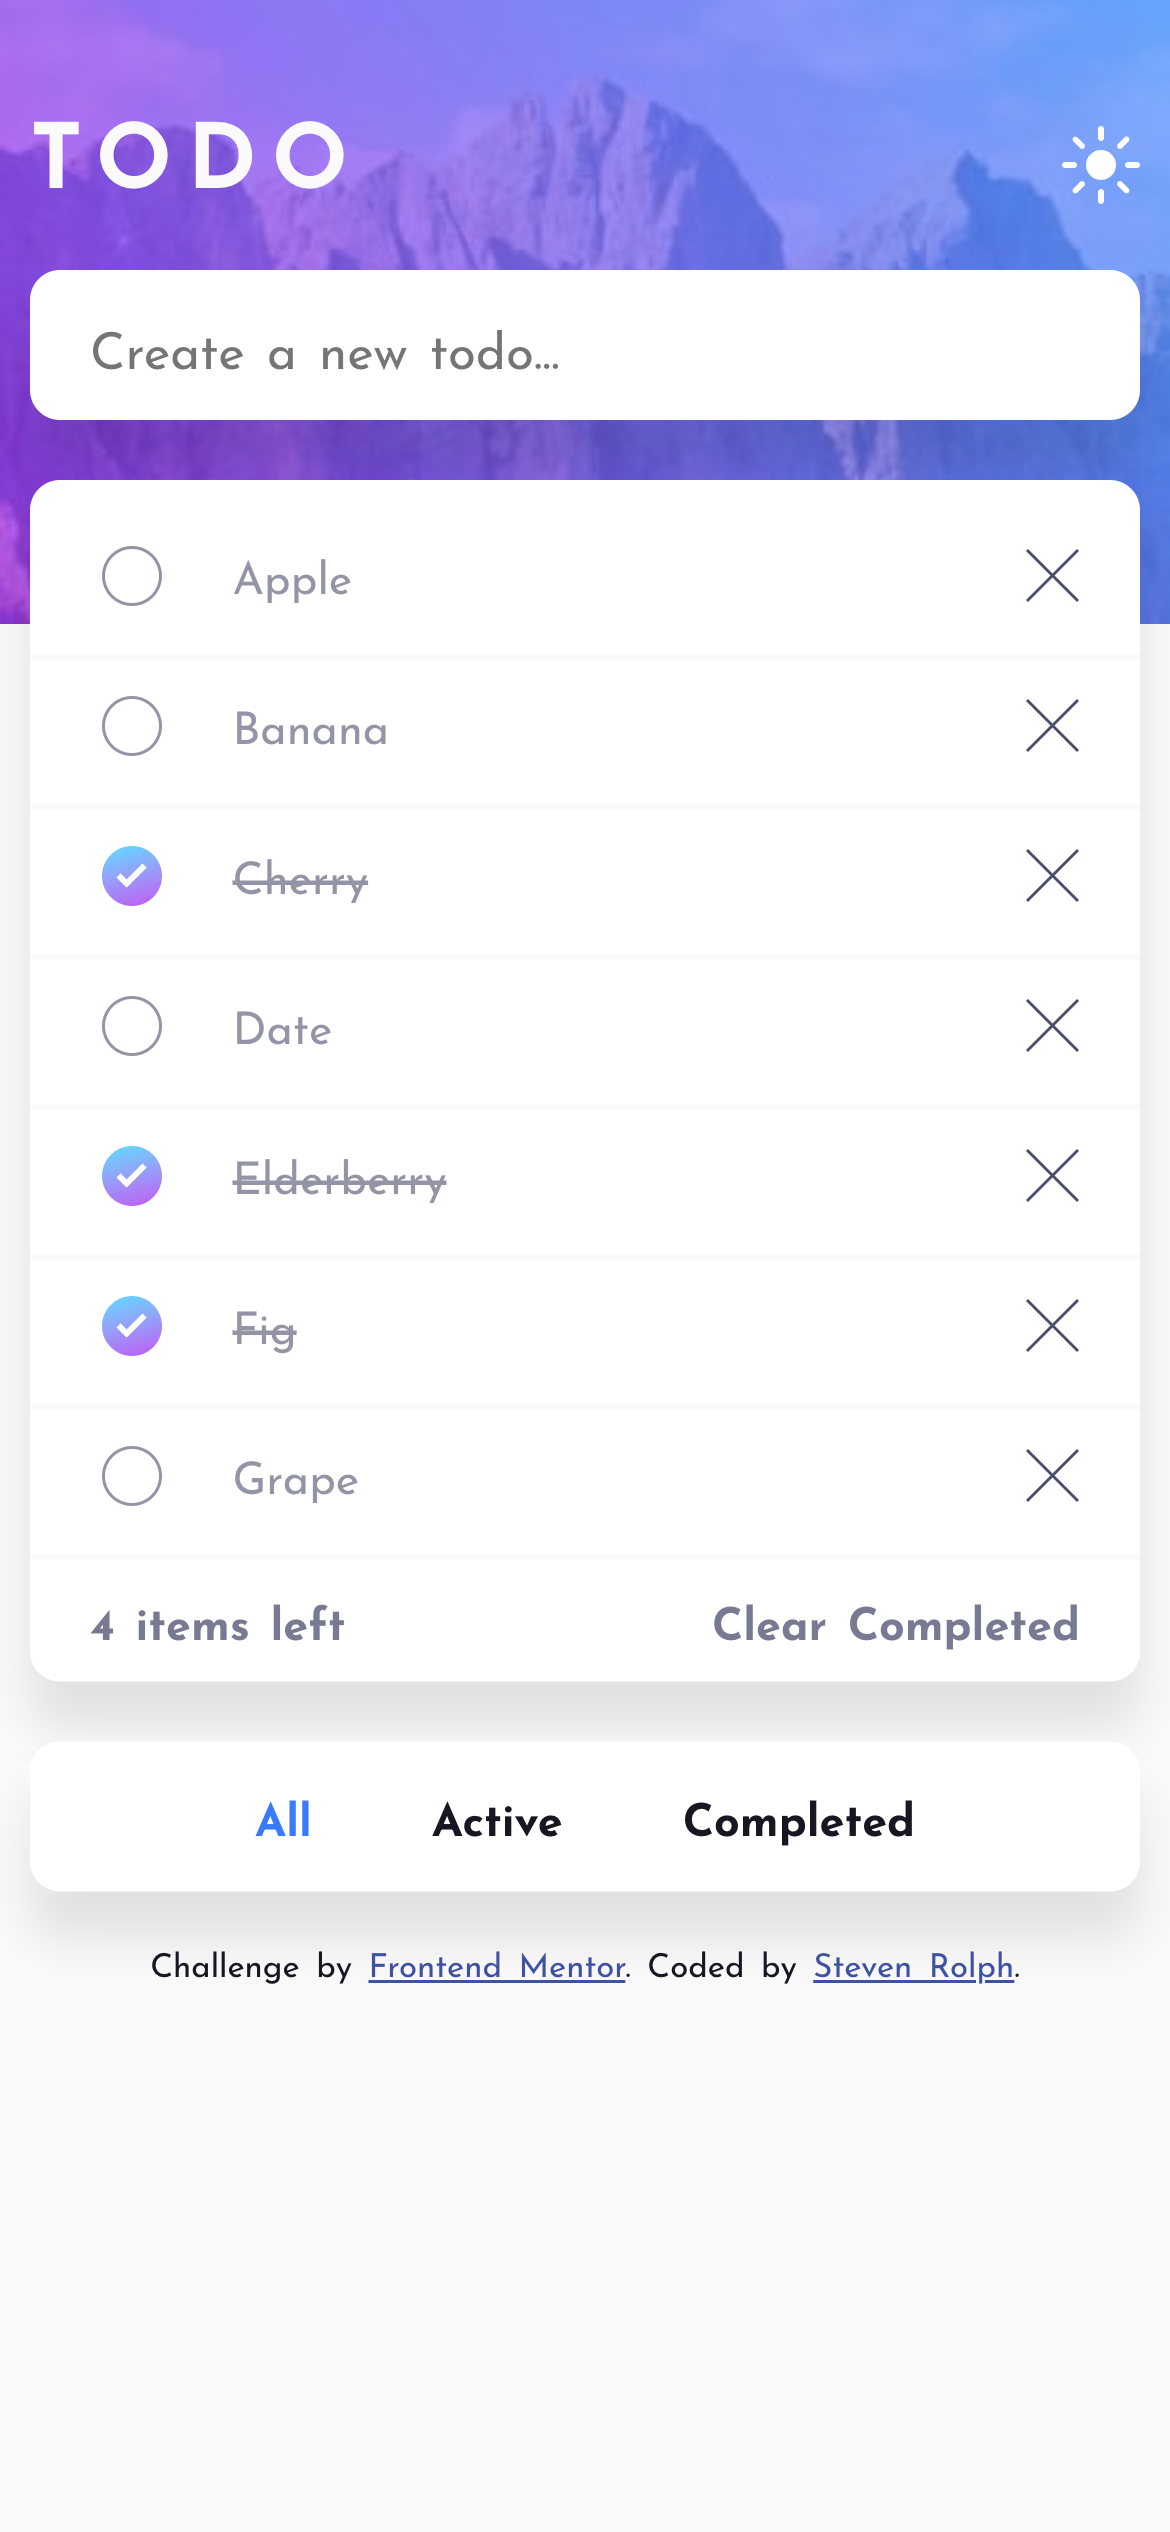 TODO
Create a new todo...
Apple
Banana
Cherry
Date
Elderberry
Fig
Grape
4 items left Clear Completed
All Active Completed
Challenge by Frontend Mentor. Coded by Steven Rolph.